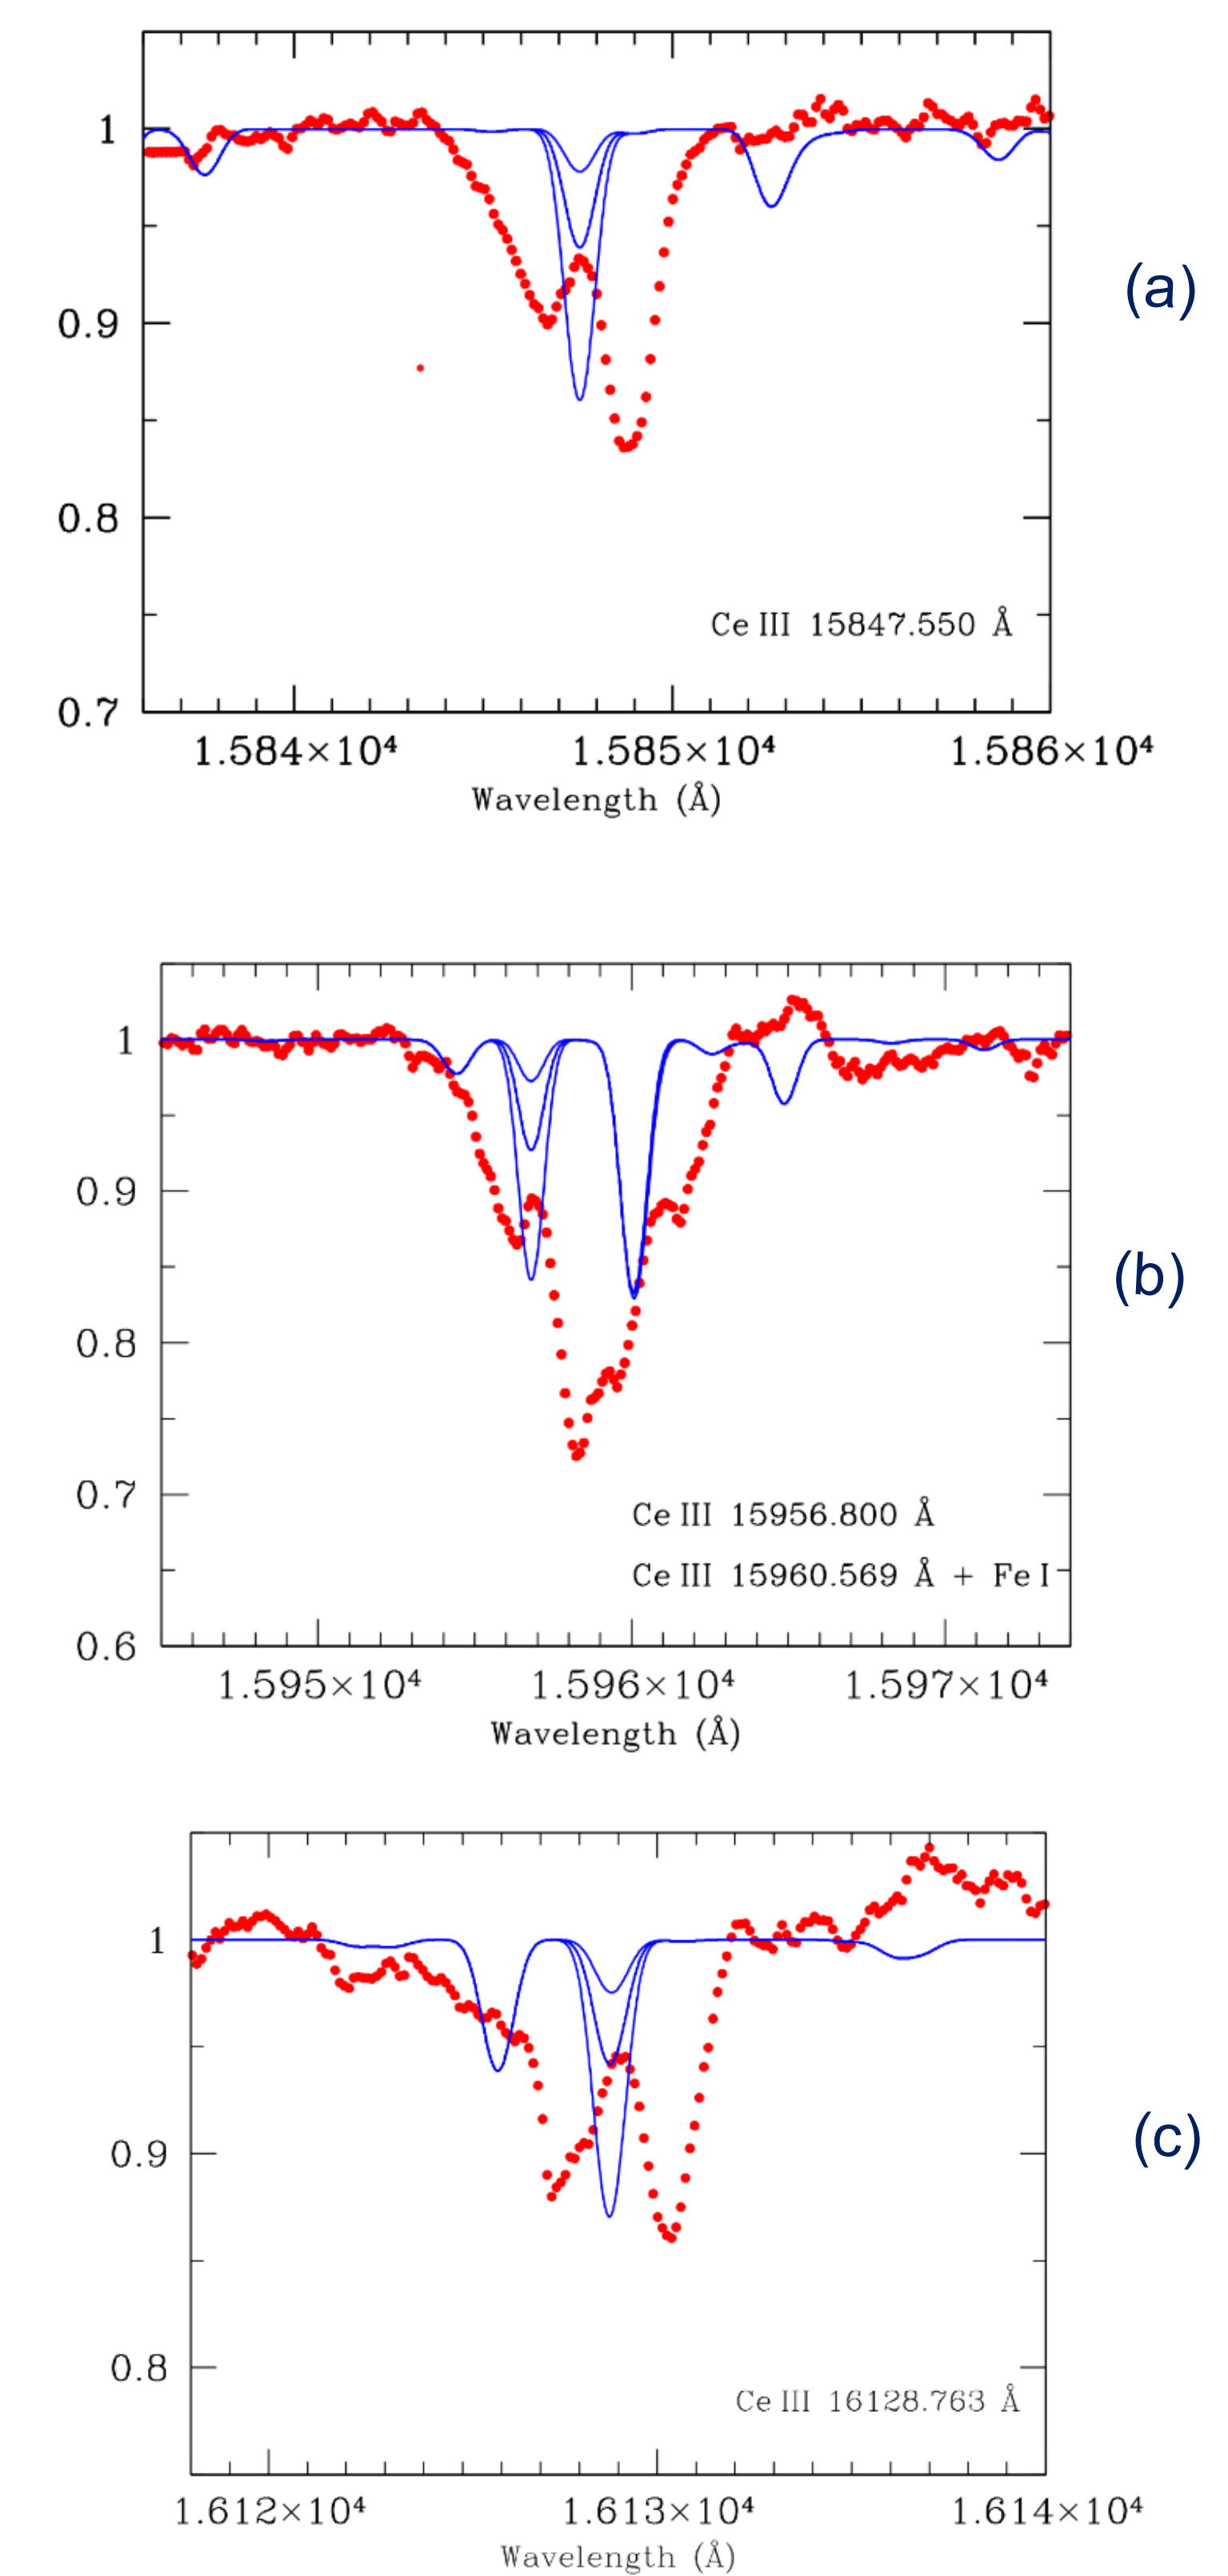 1
0.9
(a)
0.8
Ce III 15847.550 Å
0.7
1.584×10⁴ 1.585×10⁴ 1.586×10⁴
Wavelength (Å)
1
0.9
(b)
0.8
0.7
Ce III 15956.800 Å
Ce III 15960.569 Å + Fe I
0.6
1.595×10⁴ 1.596×10⁴ 1.597×10⁴
Wavelength (Å)
1
0.9
(c)
0.8
Ce III 16128.763 Å
1.612×10⁴ 1.613×10⁴ 1.614×10⁴
Wavelength (Å)